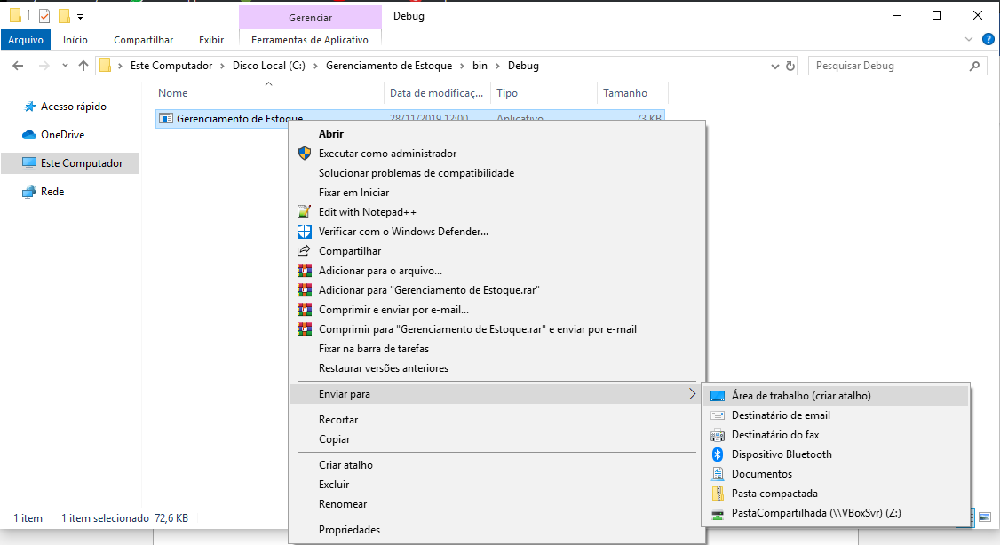 Gerenciar
Debug
Arquivo
Início
Compartilhar
Exibir
Ferramentas de Aplicativo
Este Computador
Disco Local (C:)
Gerenciamento de Estoque
bin
Debug
Pesquisar Debug
Nome
Data de modificaç...
Tipo
Tamanho
Acesso rápido
OneDrive
Este Computador
Rede
Gerenciamento de Estoque
28/11/2019 12:00
Aplicativo
73 KB
Abrir
Executar como administrador
Solucionar problemas de compatibilidade
Fixar em Iniciar
Edit with Notepad++
Verificar com o Windows Defender...
Compartilhar
Adicionar para o arquivo...
Adicionar para "Gerenciamento de Estoque.rar"
Comprimir e enviar por e-mail...
Comprimir para "Gerenciamento de Estoque.rar" e enviar por e-mail
Fixar na barra de tarefas
Restaurar versões anteriores
Enviar para
Recortar
Copiar
Criar atalho
Excluir
Renomear
Propriedades
Área de trabalho (criar atalho)
Destinatário de email
Destinatário do fax
Dispositivo Bluetooth
Documentos
Pasta compactada
PastaCompartilhada (\\VBoxSvr) (Z:)
1 item
1 item selecionado 72,6 KB